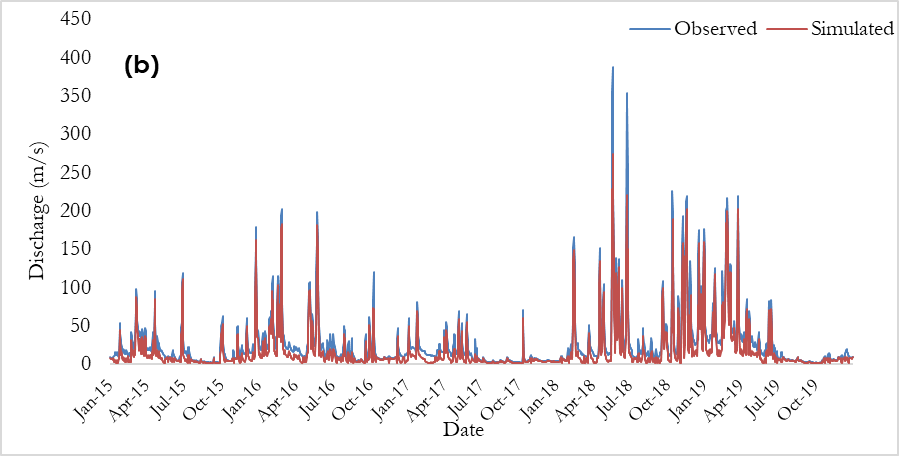 450
400
350
300
250
200
150
100
50
0
Discharge (m/s)
(b)
Observed
Simulated
Jan-15
Apr-15
Jul-15
Oct-15
Jan-16
Apr-16
Jul-16
Oct-16
Jan-17
Apr-17
Jul-17
Oct-17
Jan-18
Apr-18
Jul-18
Oct-18
Jan-19
Apr-19
Jul-19
Oct-19
Date